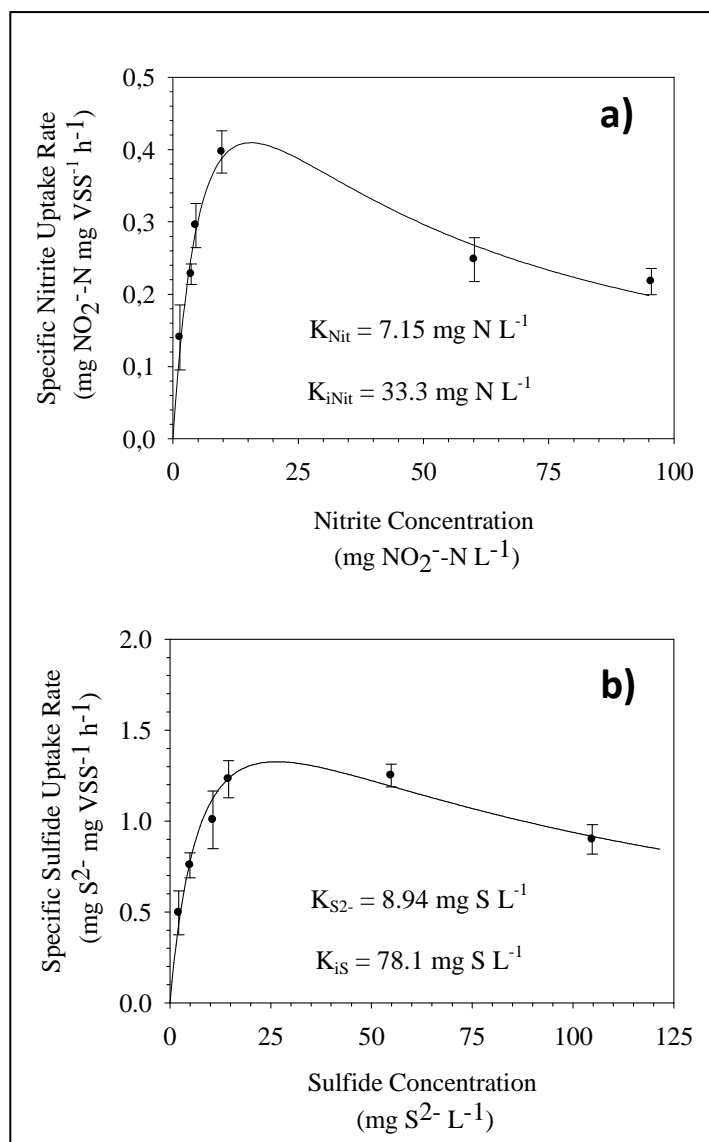 a)
Specific Nitrite Uptake Rate
(mg NO2--N mg VSS-1 h-1)
0,5
0,4
0,3
0,2
0,1
0,0
KNit = 7.15 mg N L-1
KiNit = 33.3 mg N L-1
0 25 50 75 100
Nitrite Concentration
(mg NO2--N L-1)
b)
Specific Sulfide Uptake Rate
(mg S2- mg VSS-1 h-1)
2.0
1.5
1.0
0.5
0.0
KS2- = 8.94 mg S L-1
KiS = 78.1 mg S L-1
0 25 50 75 100 125
Sulfide Concentration
(mg S2- L-1)